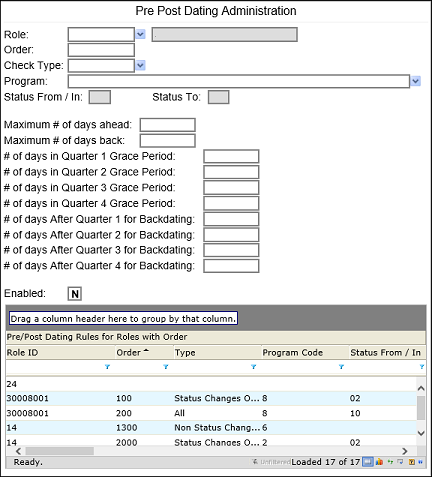 Pre Post Dating Administration
Role:
Order:
Check Type:
Program:
Status From / In: Status To:
Maximum # of days ahead:
Maximum # of days back:
# of days in Quarter 1 Grace Period:
# of days in Quarter 2 Grace Period:
# of days in Quarter 3 Grace Period:
# of days in Quarter 4 Grace Period:
# of days After Quarter 1 for Backdating:
# of days After Quarter 2 for Backdating:
# of days After Quarter 3 for Backdating:
# of days After Quarter 4 for Backdating:
Enabled: N
Drag a column header here to group by that column.
Pre/Post Dating Rules for Roles with Order
Role ID Order Type Program Code Status From / In
24
30008001 100 Status Changes O... 8 02
30008001 200 All 8 10
14 1300 Non Status Chang... 6
14 2000 Status Changes O... 2 02
Ready. Unfiltered Loaded 17 of 17